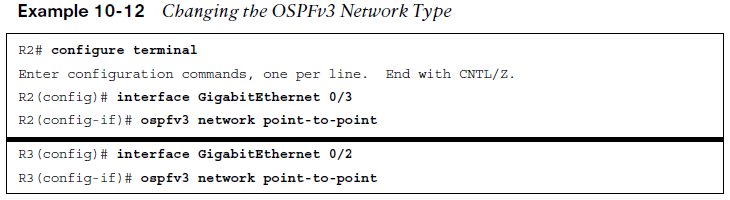 Example 10-12 Changing the OSPFv3 Network Type
R2# configure terminal
Enter configuration commands, one per line. End with CNTL/Z.
R2(config)# interface GigabitEthernet 0/3
R2(config-if)# ospfv3 network point-to-point
R3(config)# interface GigabitEthernet 0/2
R3(config-if)# ospfv3 network point-to-point